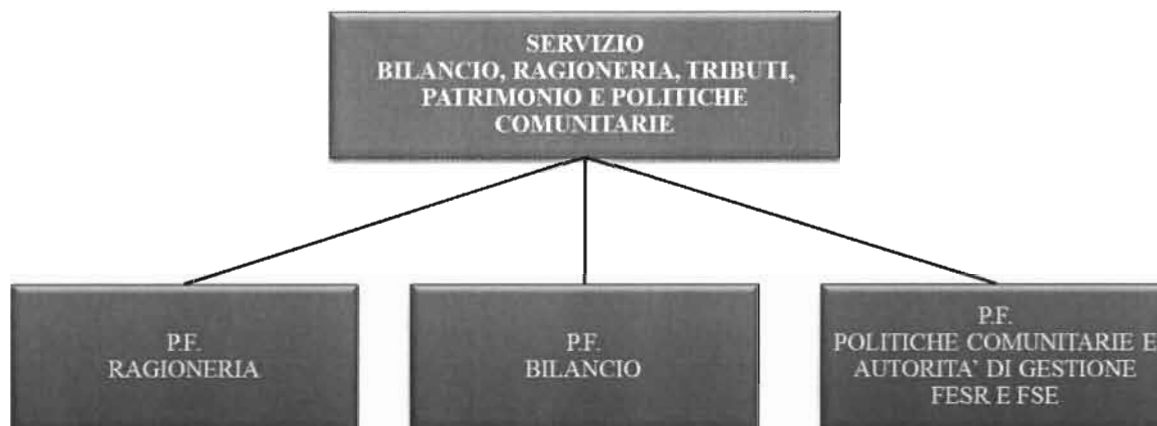 SERVIZIO
BILANCIO, RAGIONERIA, TRIBUTI,
PATRIMONIO E POLITICHE
COMUNITARIE
P.F.
RAGIONERIA
P.F.
BILANCIO
P.F.
POLITICHE COMUNITARIE E
AUTORITA’ DI GESTIONE
FESR E FSE